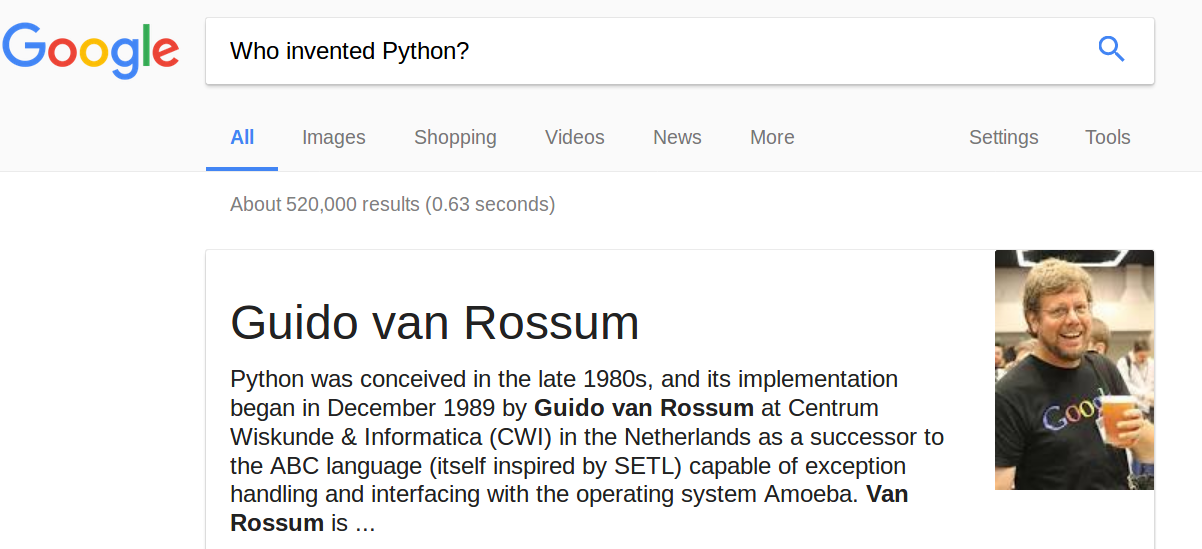 Google
Who invented Python?
All Images Shopping Videos News More Settings Tools
About 520,000 results (0.63 seconds)
Guido van Rossum
Python was conceived in the late 1980s, and its implementation
began in December 1989 by Guido van Rossum at Centrum
Wiskunde & Informatica (CWI) in the Netherlands as a successor to
the ABC language (itself inspired by SETL) capable of exception
handling and interfacing with the operating system Amoeba. Van
Rossum is ...